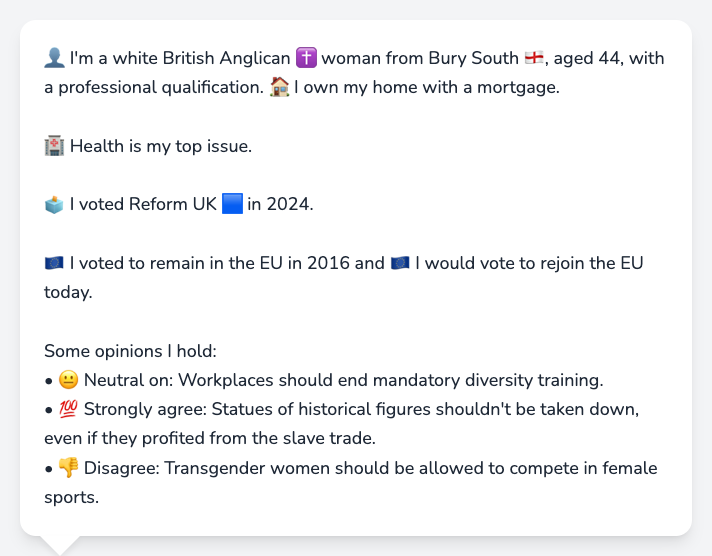 👤 I'm a white British Anglican ✝️ woman from Bury South 🏴󠁧󠁢󠁥󠁮󠁧󠁿, aged 44, with
a professional qualification. 🏠 I own my home with a mortgage.
🏥 Health is my top issue.
🗳️ I voted Reform UK 🟦 in 2024.
🇪🇺 I voted to remain in the EU in 2016 and 🇪🇺 I would vote to rejoin the EU
today.
Some opinions I hold:
• 😐 Neutral on: Workplaces should end mandatory diversity training.
• 💯 Strongly agree: Statues of historical figures shouldn't be taken down,
even if they profited from the slave trade.
• 👎 Disagree: Transgender women should be allowed to compete in female
sports.